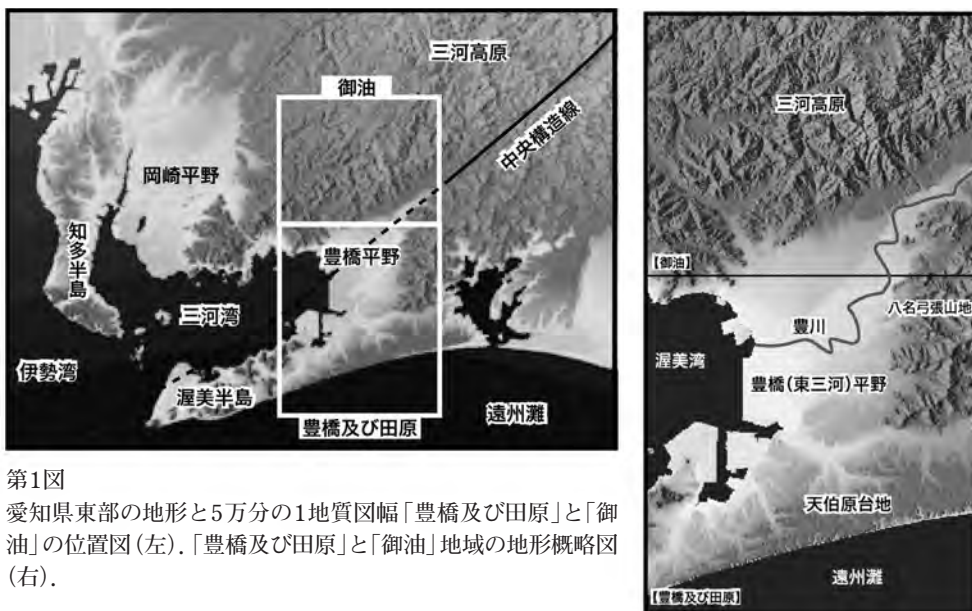 三河高原
御油
中央構造線
岡崎平野
知多半島
豊橋平野
三河湾
伊勢湾
渥美半島
豊橋及び田原
遠州灘
三河高原
【御油】
八名弓張山地
豊川
渥美湾
豊橋(東三河)平野
天伯原台地
遠州灘
【豊橋及び田原】
第1図
愛知県東部の地形と5万分の1地質図幅「豊橋及び田原」と「御
油」の位置図(左).「豊橋及び田原」と「御油」地域の地形概略図
(右).